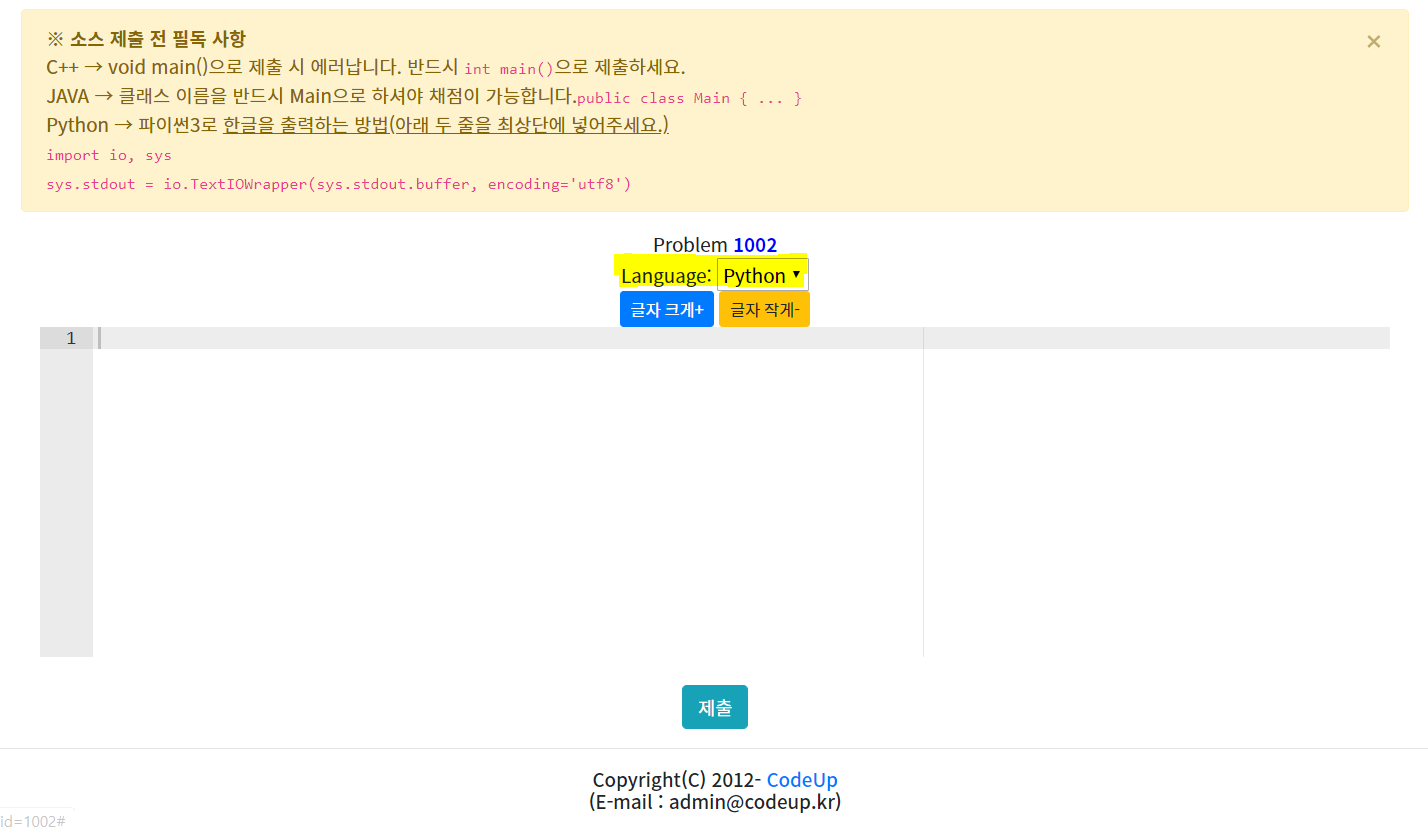 ※ 소스 제출 전 필독 사항
×
C++ → void main()으로 제출 시 에러납니다. 반드시 int main()으로 제출하세요.
JAVA → 클래스 이름을 반드시 Main으로 하셔야 채점이 가능합니다.public class Main { ... }
Python → 파이썬3로 한글을 출력하는 방법(아래 두 줄을 최상단에 넣어주세요.)
import io, sys
sys.stdout = io.TextIOWrapper(sys.stdout.buffer, encoding='utf8')
Problem 1002
Language: Python ▾
글자 크게+ 글자 작게-
1
제출
Copyright(C) 2012- CodeUp
(E-mail : admin@codeup.kr)
id=1002#